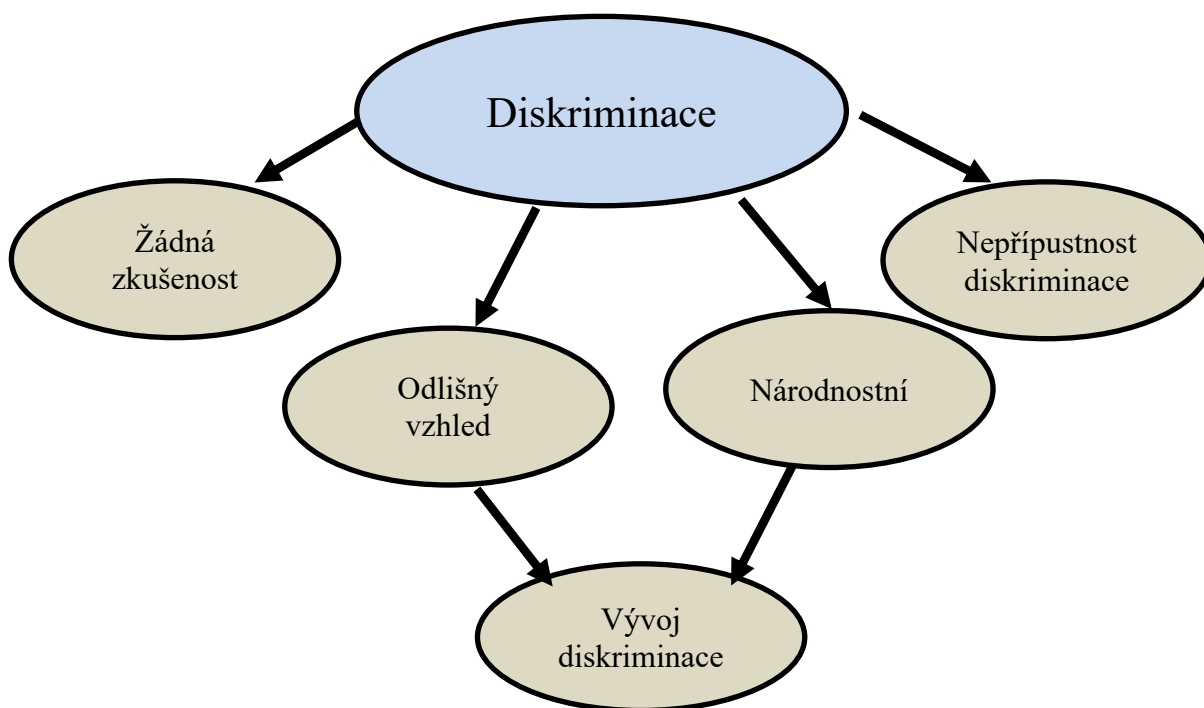 Diskriminace
Žádná
zkušenost
Nepřípustnost
diskriminace
Odlišný
vzhled
Národnostní
Vývoj
diskriminace